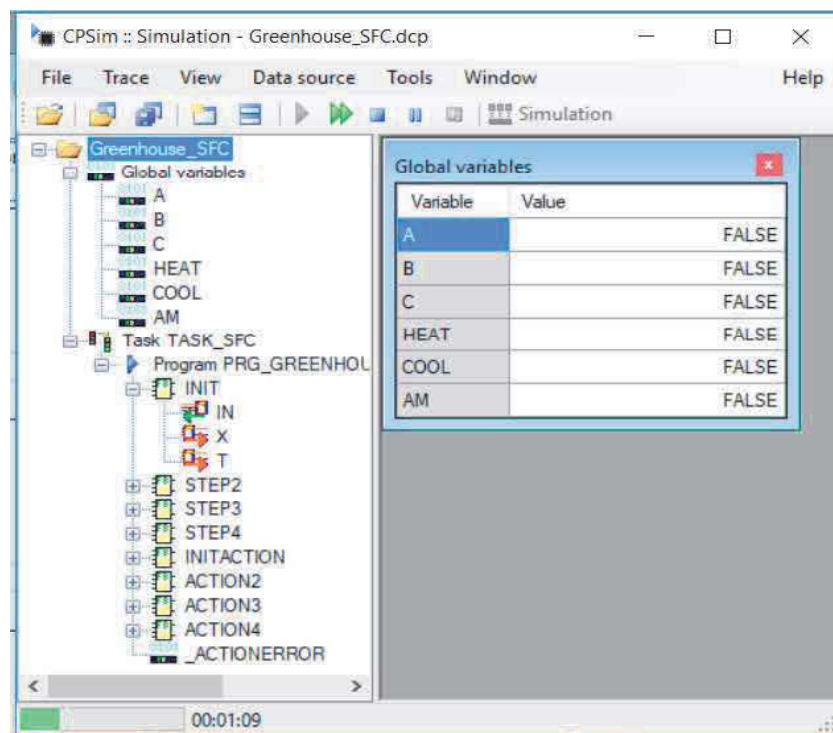 CPSim :: Simulation - Greenhouse_SFC.dcp
File Trace View Data source Tools Window Help
Simulation
Greenhouse_SFC
Global variables
A
B
C
HEAT
COOL
AM
Task TASK_SFC
Program PRG_GREENHOU
INIT
IN
X
T
STEP2
STEP3
STEP4
INITACTION
ACTION2
ACTION3
ACTION4
_ACTIONERROR
Global variables
Variable Value
A FALSE
B FALSE
C FALSE
HEAT FALSE
COOL FALSE
AM FALSE
00:01:09